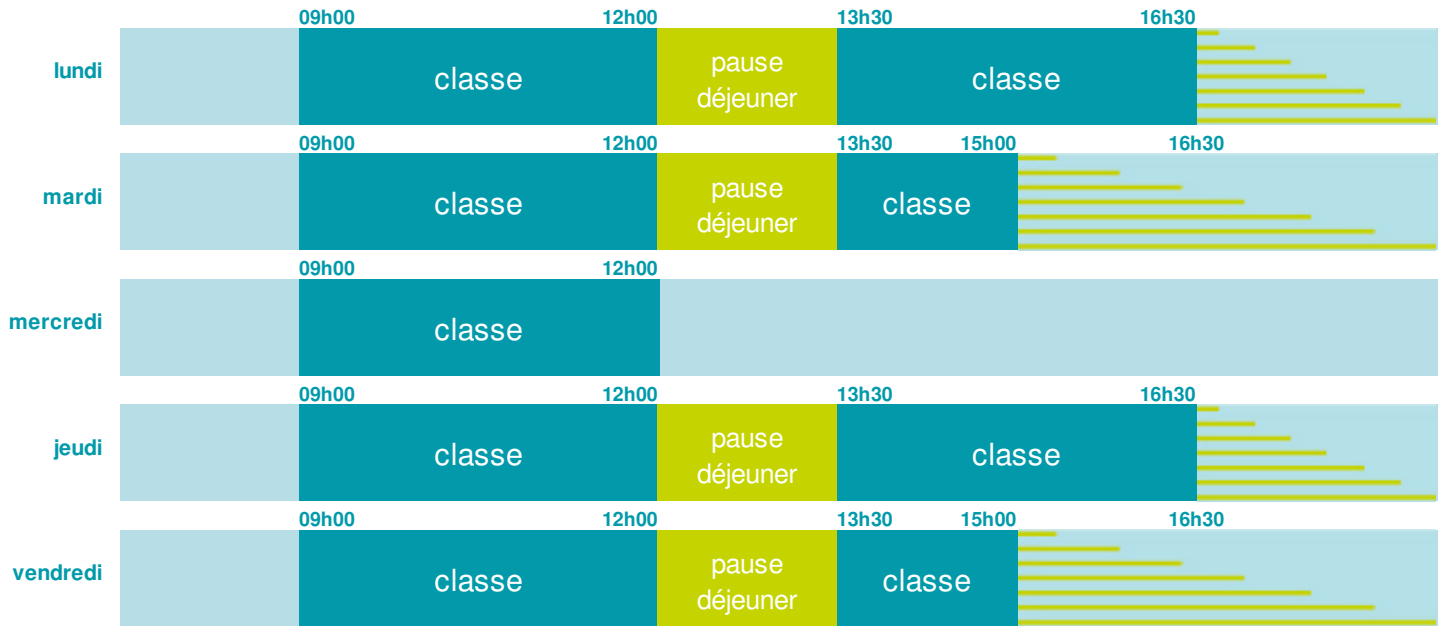 09h00 12h00 13h30 16h30
lundi classe pause classe
déjeuner
09h00 12h00 13h30 15h00 16h30
mardi classe pause classe
déjeuner
09h00 12h00
mercredi classe
09h00 12h00 13h30 16h30
jeudi classe pause classe
déjeuner
09h00 12h00 13h30 15h00 16h30
vendredi classe pause classe
déjeuner